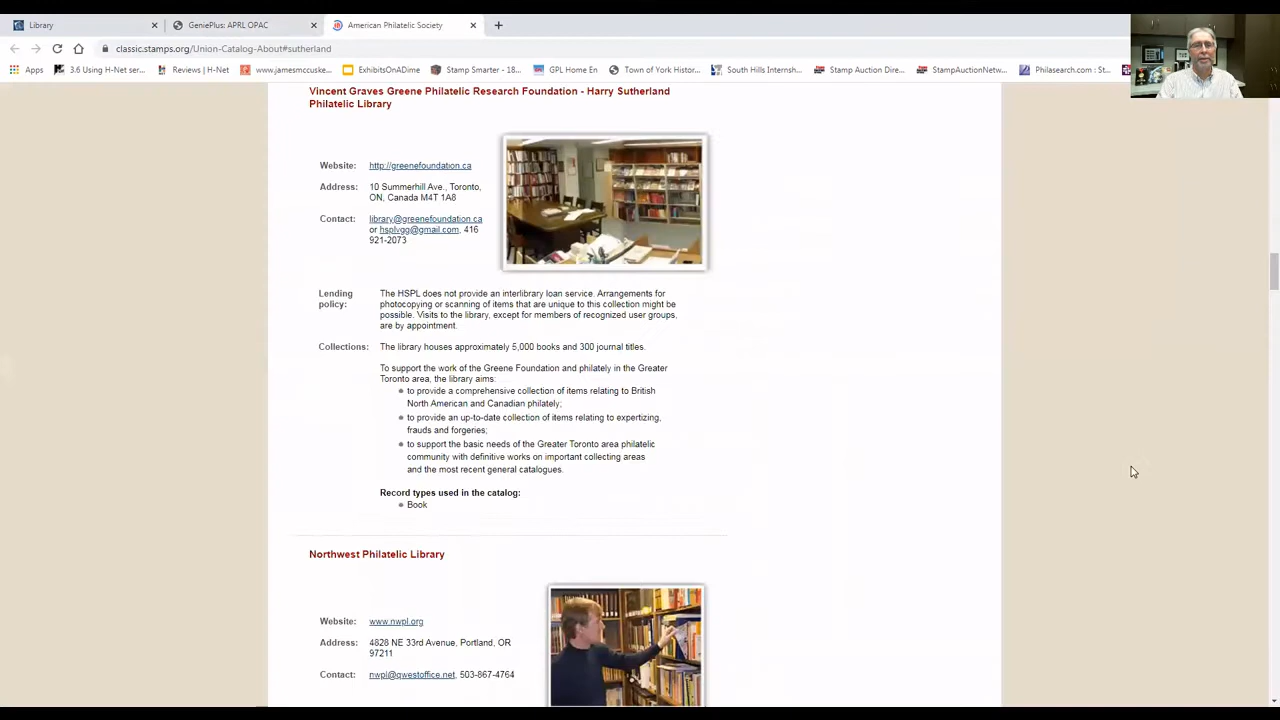 Library
GeniePlus: APRL OPAC
American Philatelic Society
classic.stamps.org/Union-Catalog-About#sutherland
Apps
3.6 Using H-Net ser...
Reviews | H-Net
www.jamesmccuske...
ExhibitsOnADime
Stamp Smarter - 18...
GPL Home En
Town of York Histor...
South Hills Internsh...
Stamp Auction Dire...
StampAuctionNetw...
Philasearch.com : St...
Vincent Graves Greene Philatelic Research Foundation - Harry Sutherland
Philatelic Library
Website: http://greenefoundation.ca
Address: 10 Summerhill Ave., Toronto,
ON, Canada M4T 1A8
Contact: library@greenefoundation.ca
or hsplvgg@gmail.com, 416
921-2073
Lending The HSPL does not provide an interlibrary loan service. Arrangements for
policy: photocopying or scanning of items that are unique to this collection might be
possible. Visits to the library, except for members of recognized user groups,
are by appointment.
Collections: The library houses approximately 5,000 books and 300 journal titles.
To support the work of the Greene Foundation and philately in the Greater
Toronto area, the library aims:
to provide a comprehensive collection of items relating to British
North American and Canadian philately;
to provide an up-to-date collection of items relating to expertizing,
frauds and forgeries;
to support the basic needs of the Greater Toronto area philatelic
community with definitive works on important collecting areas
and the most recent general catalogues.
Record types used in the catalog:
Book
Northwest Philatelic Library
Website: www.nwpl.org
Address: 4828 NE 33rd Avenue, Portland, OR
97211
Contact: nwpl@qwestoffice.net, 503-867-4764